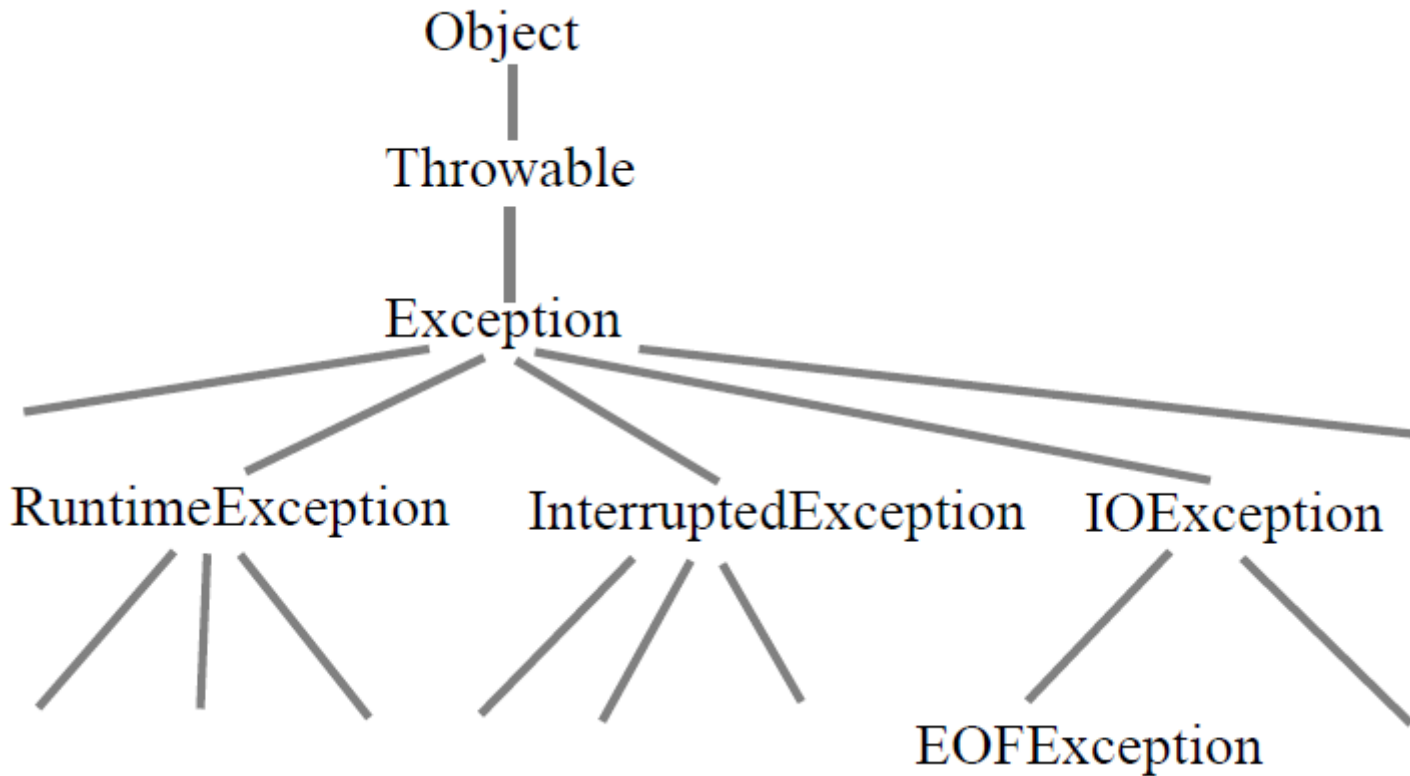 Object
Throwable
Exception
RuntimeException InterruptedException IOException
EOFException